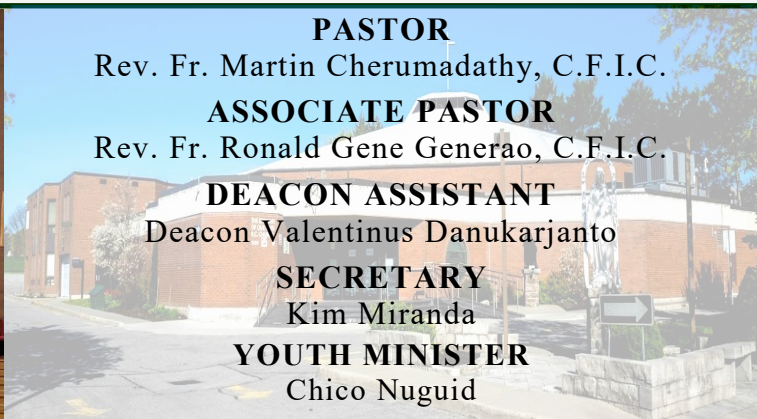 PASTOR
Rev. Fr. Martin Cherumadathy, C.F.I.C.
ASSOCIATE PASTOR
Rev. Fr. Ronald Gene Generao, C.F.I.C.
DEACON ASSISTANT
Deacon Valentinus Danukarjanto
SECRETARY
Kim Miranda
YOUTH MINISTER
Chico Nuguid